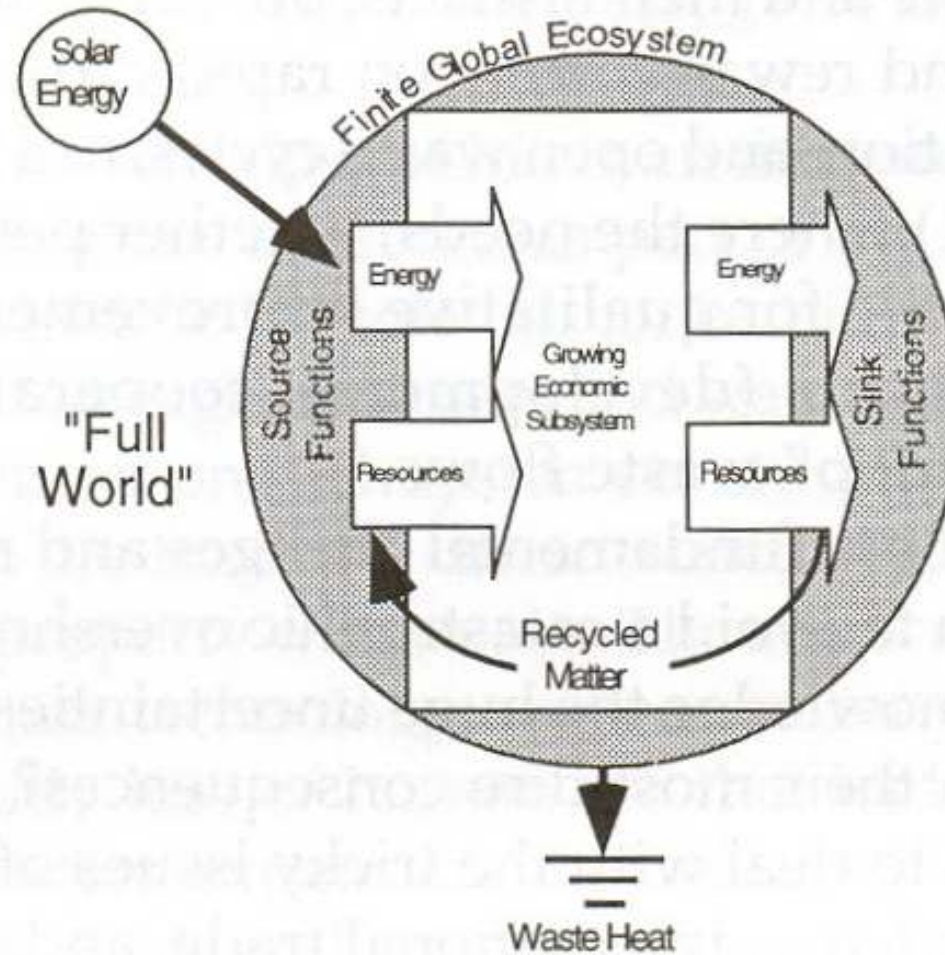 Solar
Energy
Finite Global Ecosystem
Energy
Energy
Source
Functions
Growing
Economic
Subsystem
Sink
Functions
"Full
World"
Resources
Resources
Recycled
Matter
Waste Heat